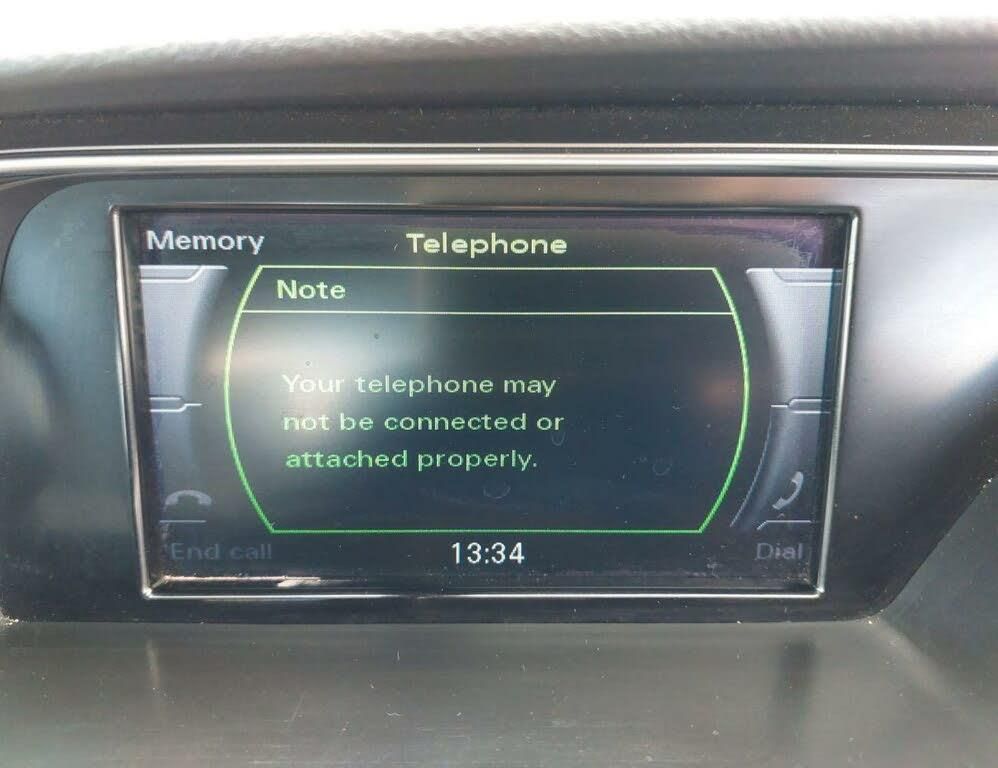 Memory Telephone
Note
Your telephone may
not be connected or
attached properly.
End call 13:34 Dial